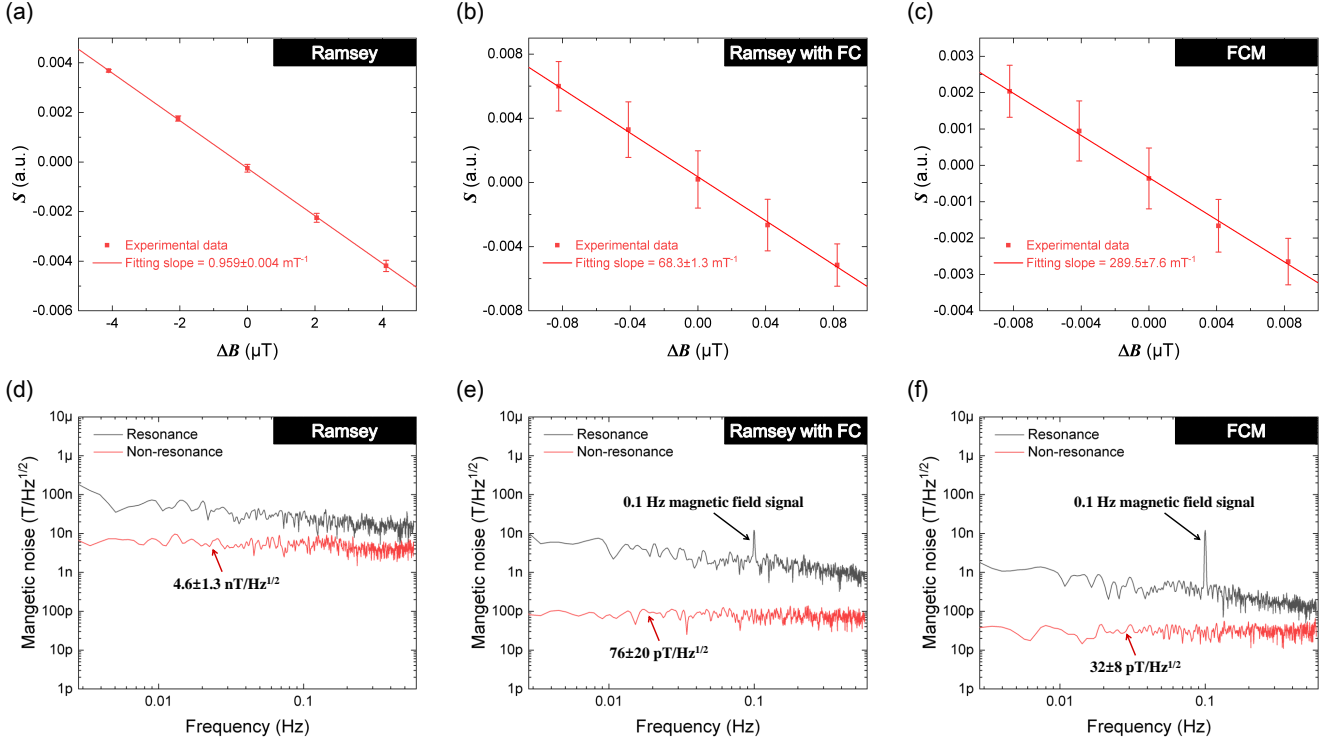 (a)
Ramsey
0.004
0.002
0.000
-0.002
-0.004
-0.006
S (a.u.)
Experimental data
Fitting slope = 0.959±0.004 mT⁻¹
-4
-2
0
2
4
ΔB (µT)
(b)
Ramsey with FC
0.008
0.004
0.000
-0.004
-0.008
S (a.u.)
Experimental data
Fitting slope = 68.3±1.3 mT⁻¹
-0.08
-0.04
0.00
0.04
0.08
ΔB (µT)
(c)
FCM
0.003
0.002
0.001
0.000
-0.001
-0.002
-0.003
-0.004
S (a.u.)
Experimental data
Fitting slope = 289.5±7.6 mT⁻¹
-0.008
-0.004
0.000
0.004
0.008
ΔB (µT)
(d)
Ramsey
Resonance
Non-resonance
10µ
1µ
100n
10n
1n
100p
10p
1p
Mangetic noise (T/Hz^1/2)
4.6±1.3 nT/Hz^1/2
0.01
0.1
Frequency (Hz)
(e)
Ramsey with FC
Resonance
Non-resonance
10µ
1µ
100n
10n
1n
100p
10p
1p
Mangetic noise (T/Hz^1/2)
0.1 Hz magnetic field signal
76±20 pT/Hz^1/2
0.01
0.1
Frequency (Hz)
(f)
FCM
Resonance
Non-resonance
10µ
1µ
100n
10n
1n
100p
10p
1p
Mangetic noise (T/Hz^1/2)
0.1 Hz magnetic field signal
32±8 pT/Hz^1/2
0.01
0.1
Frequency (Hz)